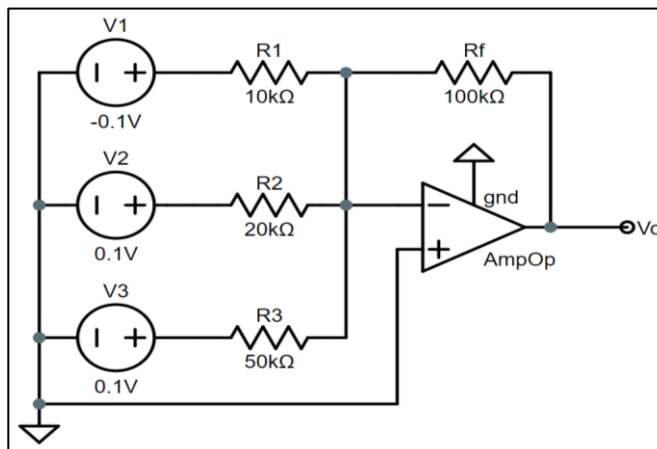 V1
R1
Rf
10kΩ
100kΩ
-0.1V
V2
gnd
R2
Vo
20kΩ
AmpOp
0.1V
V3
R3
50kΩ
0.1V